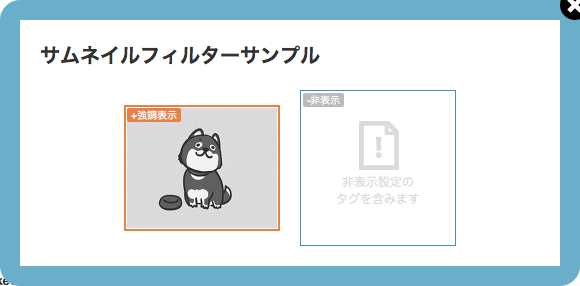 サムネイルフィルターサンプル
+強調表示
-非表示
非表示設定の
タグを含みます